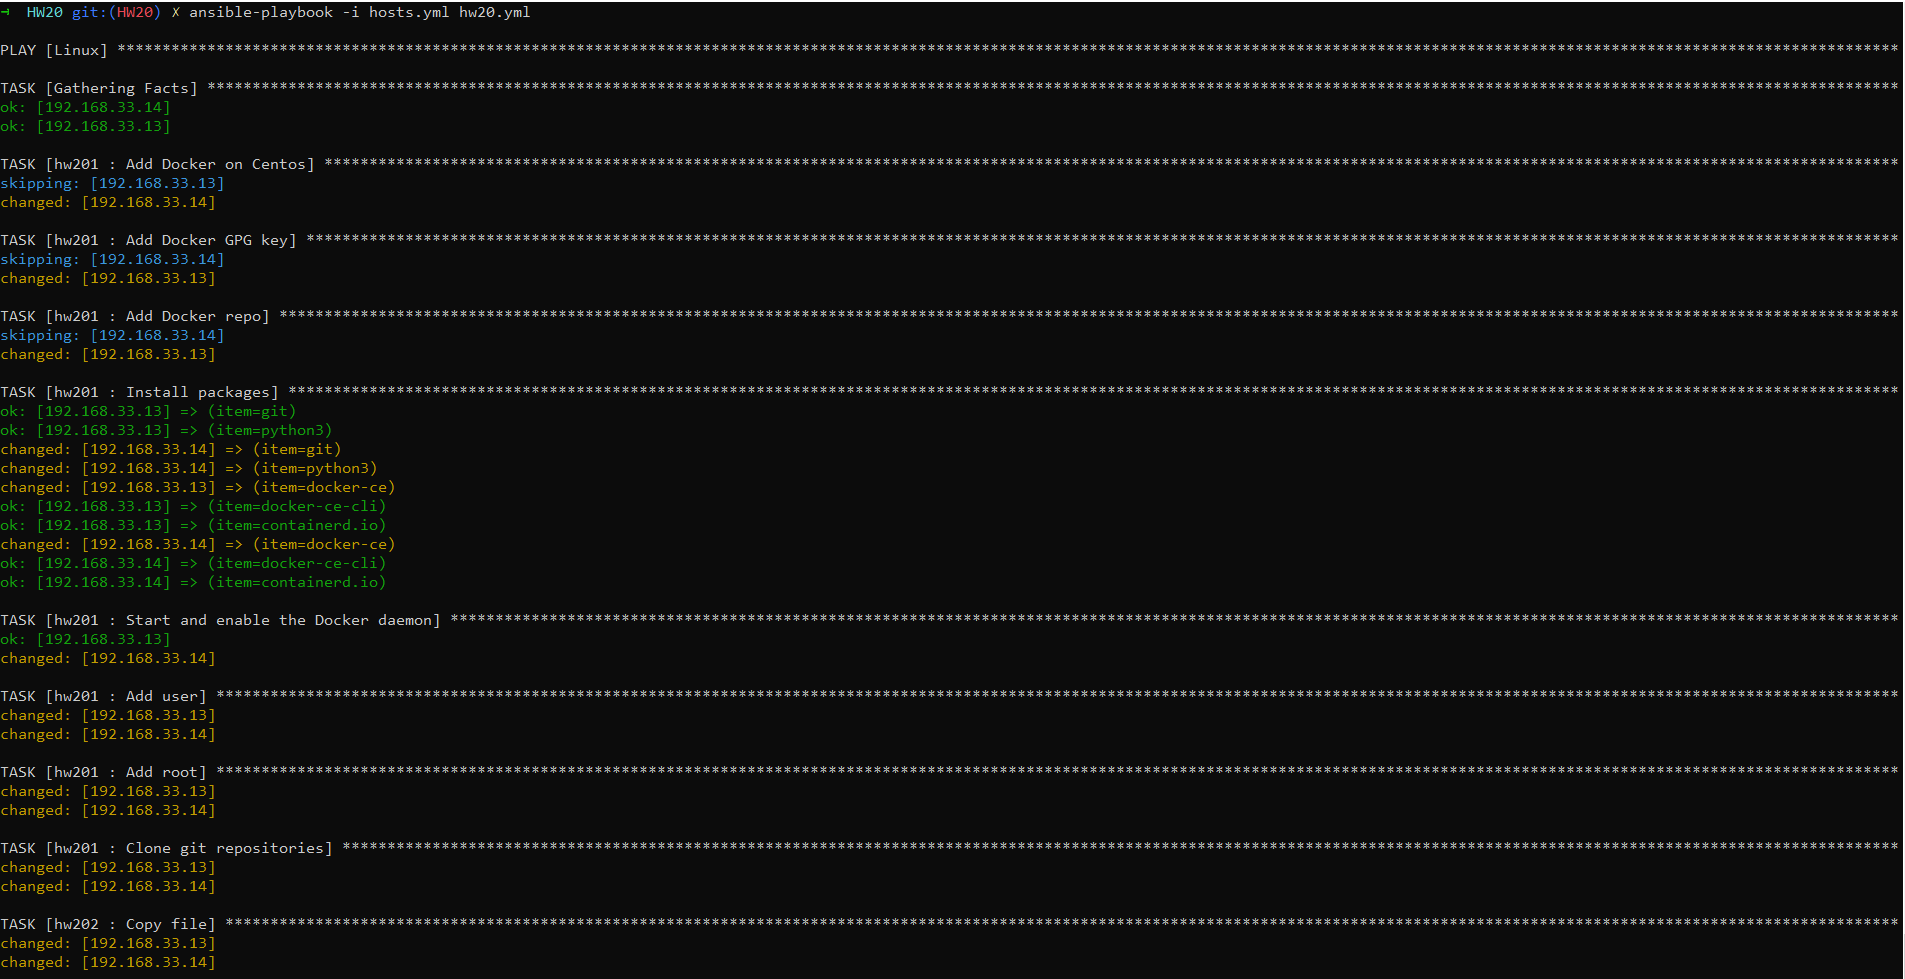 →  HW20 git:(HW20) ✗ ansible-playbook -i hosts.yml hw20.yml
PLAY [Linux] ******************************************************************************************************************************************************************************************************
TASK [Gathering Facts] ********************************************************************************************************************************************************************************************
ok: [192.168.33.14]
ok: [192.168.33.13]
TASK [hw201 : Add Docker on Centos] *******************************************************************************************************************************************************************************
skipping: [192.168.33.13]
changed: [192.168.33.14]
TASK [hw201 : Add Docker GPG key] *********************************************************************************************************************************************************************************
skipping: [192.168.33.14]
changed: [192.168.33.13]
TASK [hw201 : Add Docker repo] ************************************************************************************************************************************************************************************
skipping: [192.168.33.14]
changed: [192.168.33.13]
TASK [hw201 : Install packages] ***********************************************************************************************************************************************************************************
ok: [192.168.33.13] => (item=git)
ok: [192.168.33.13] => (item=python3)
changed: [192.168.33.14] => (item=git)
changed: [192.168.33.14] => (item=python3)
changed: [192.168.33.13] => (item=docker-ce)
ok: [192.168.33.13] => (item=docker-ce-cli)
ok: [192.168.33.13] => (item=containerd.io)
changed: [192.168.33.14] => (item=docker-ce)
ok: [192.168.33.14] => (item=docker-ce-cli)
ok: [192.168.33.14] => (item=containerd.io)
TASK [hw201 : Start and enable the Docker daemon] *****************************************************************************************************************************************************************
ok: [192.168.33.13]
changed: [192.168.33.14]
TASK [hw201 : Add user] *******************************************************************************************************************************************************************************************
changed: [192.168.33.13]
changed: [192.168.33.14]
TASK [hw201 : Add root] *******************************************************************************************************************************************************************************************
changed: [192.168.33.13]
changed: [192.168.33.14]
TASK [hw201 : Clone git repositories] *****************************************************************************************************************************************************************************
changed: [192.168.33.13]
changed: [192.168.33.14]
TASK [hw202 : Copy file] ******************************************************************************************************************************************************************************************
changed: [192.168.33.13]
changed: [192.168.33.14]